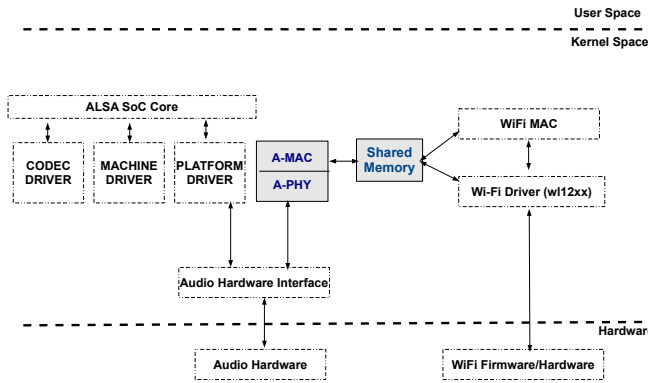 User Space
Kernel Space
ALSA SoC Core
CODEC
DRIVER
MACHINE
DRIVER
PLATFORM
DRIVER
A-MAC
A-PHY
Shared
Memory
WiFi MAC
Wi-Fi Driver (wl12xx)
Audio Hardware Interface
Hardware
Audio Hardware
WiFi Firmware/Hardware